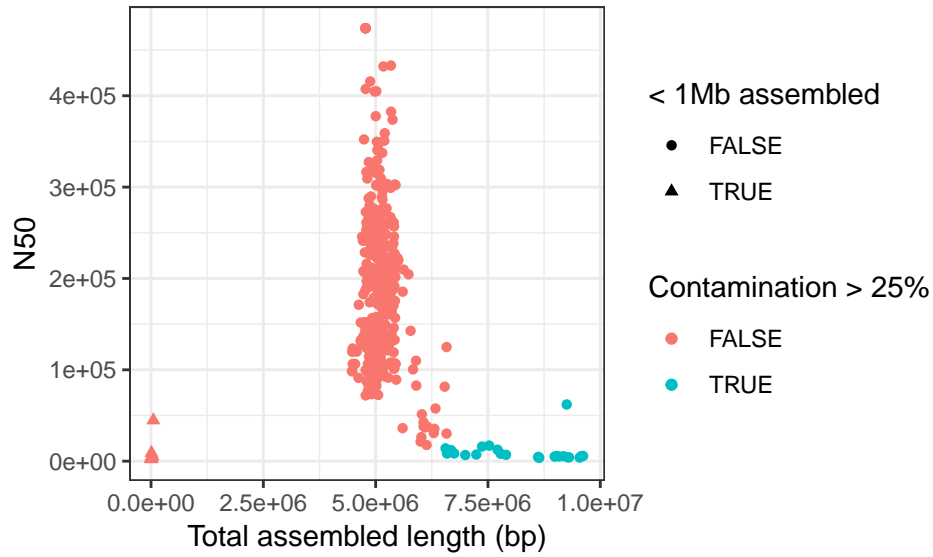 4e+05
3e+05
2e+05
1e+05
0e+00
N50
0.0e+00 2.5e+06 5.0e+06 7.5e+06 1.0e+07
Total assembled length (bp)
< 1Mb assembled
FALSE
TRUE
Contamination > 25%
FALSE
TRUE